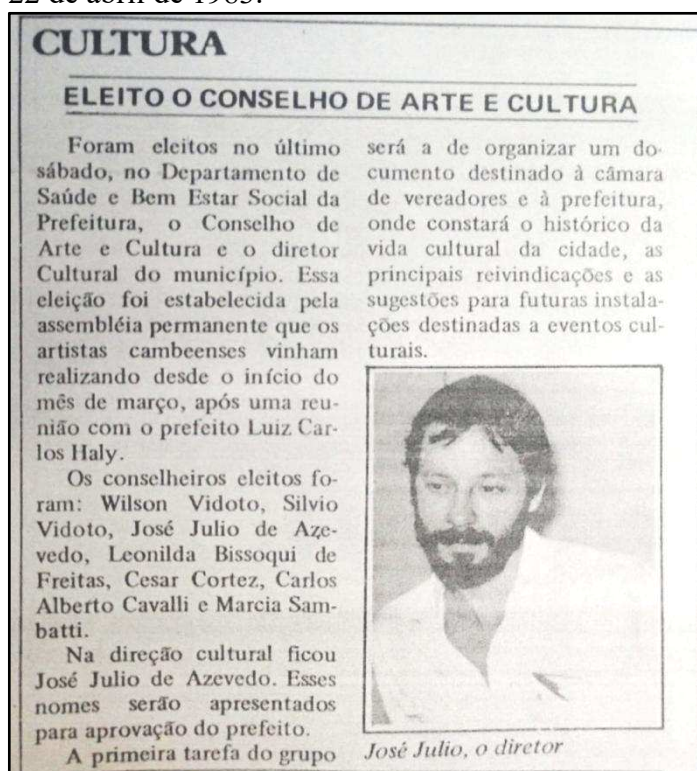 22 de abril de 1983.
CULTURA
ELEITO O CONSELHO DE ARTE E CULTURA
Foram eleitos no último
sábado, no Departamento de
Saúde e Bem Estar Social da
Prefeitura, o Conselho de
Arte e Cultura e o diretor
Cultural do município. Essa
eleição foi estabelecida pela
assembléia permanente que os
artistas cambeenses vinham
realizando desde o início do
mês de março, após uma reu-
nião com o prefeito Luiz Car-
los Haly.
Os conselheiros eleitos fo-
ram: Wilson Vidoto, Silvio
Vidoto, José Julio de Aze-
vedo, Leonilda Bissoqui de
Freitas, Cesar Cortez, Carlos
Alberto Cavalli e Marcia Sam-
batti.
Na direção cultural ficou
José Julio de Azevedo. Esses
nomes serão apresentados
para aprovação do prefeito.
A primeira tarefa do grupo
será a de organizar um do-
cumento destinado à câmara
de vereadores e à prefeitura,
onde constará o histórico da
vida cultural da cidade, as
principais reivindicações e as
sugestões para futuras instala-
ções destinadas a eventos cul-
turais.
José Julio, o diretor